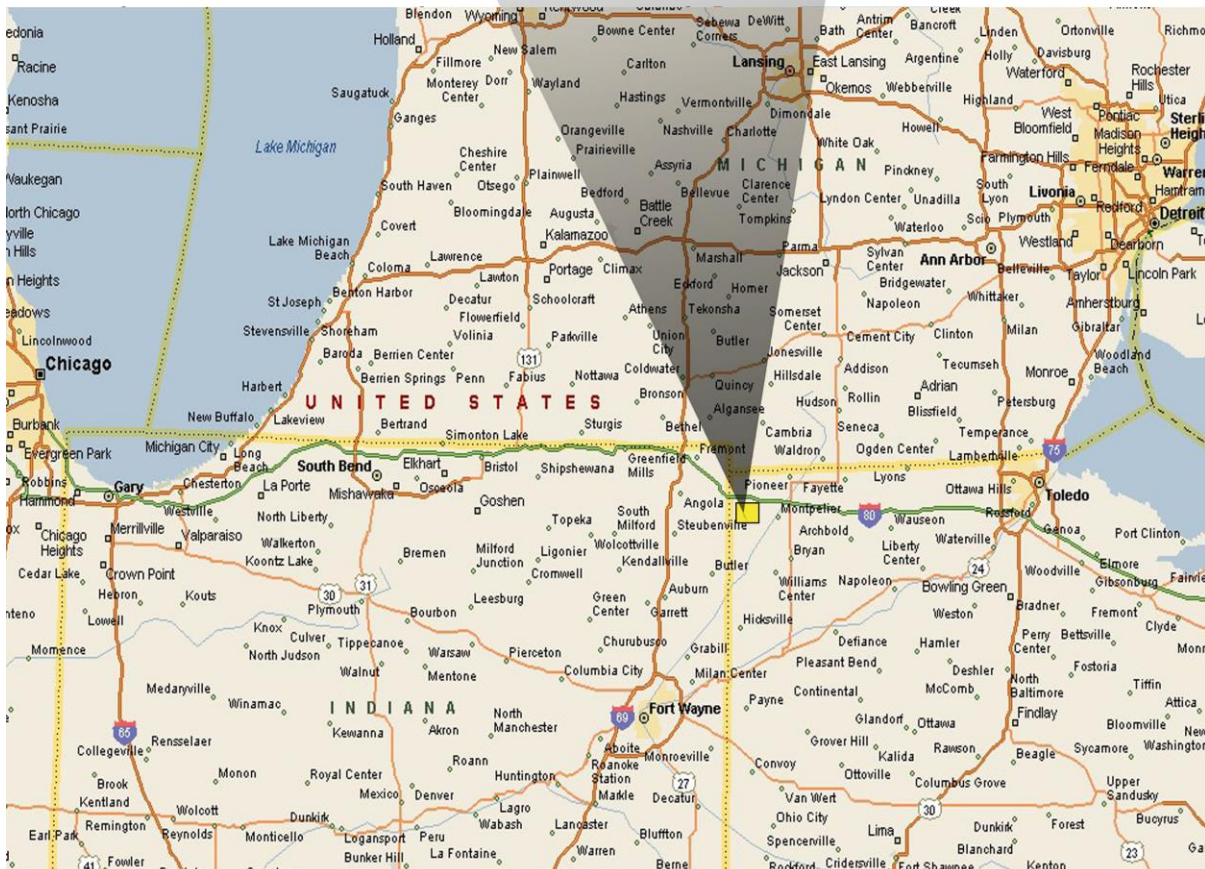 Blendon
Wyoming
Kentwood
Bowne Center
Sebewa
Corners
DeWitt
Bath
Center
Antrim
Creek
Bancroft
Linden
Ortonville
Richmo
edonia
Racine
Holland
New Salem
Fillmore
Monterey
Center
Dorr
Wayland
Carlton
Lansing
East Lansing
Okemos
Argentine
Webberville
Holly
Davisburg
Waterford
Rochester
Hills
Kenosha
Saugatuck
Hastings
Vermontville
Dimondale
Highland
Pontiac
Utica
sant Prairie
Ganges
Orangeville
Nashville
Charlotte
Howell
West
Bloomfield
Madison
Heights
Sterli
Heigh
Lake Michigan
Prairieville
White Oak
Farmington Hills
Ferndale
Waukegan
Cheshire
Center
Plainwell
Assyria
MICHIGAN
Pinckney
Warre
South Haven
Otsego
Bedford
Bellevue
Clarence
Center
South
Lyon
Livonia
Hamtram
North Chicago
Bloomingdale
Augusta
Battle
Creek
Tompkins
Lyndon Center
Unadilla
Scio
Plymouth
Redford
Detroit
yville
n Hills
Covert
Kalamazoo
Waterloo
Westland
Dearborn
Lake Michigan
Beach
Coloma
Lawrence
Lawton
Portage
Climax
Marshall
Parma
Jackson
Sylvan
Center
Ann Arbor
Belleville
Taylor
Lincoln Park
n Heights
Benton Harbor
Eckford
Homer
Bridgewater
St Joseph
Decatur
Schoolcraft
Tekonsha
Somerset
Center
Napoleon
Whittaker
Amherstburg
eadows
Flowerfield
Athens
Gibraltar
Stevensville
Shoreham
Volinia
Parkville
Union
City
Butler
Cement City
Clinton
Milan
Lincolnwood
Baroda
Berrien Center
131
Jonesville
Tecumseh
Woodland
Beach
Chicago
Berrien Springs
Penn
Fabius
Nottawa
Coldwater
Hillsdale
Addison
Monroe
Harbert
Bronson
Quincy
Hudson
Rollin
Adrian
Petersburg
UNITED STATES
Algansee
Blissfield
New Buffalo
Lakeview
Bertrand
Sturgis
Bethel
Cambria
Seneca
Temperance
Burbank
Michigan City
Simonton Lake
Fremont
Waldron
Ogden Center
Lambertville
75
Evergreen Park
Long
Beach
South Bend
Elkhart
Bristol
Shipshewana
Greenfield
Mills
Pioneer
Fayette
Lyons
Robbins
Gary
Chesterton
La Porte
Mishawaka
Osceola
Goshen
Angola
Montpelier
Ottawa Hills
Toledo
Hammond
Westville
Steubenville
80
Wauseon
Rossford
Merrillville
Valparaiso
North Liberty
Topeka
South
Milford
Archbold
Genoa
Port Clinton
Chicago
Heights
Walkerton
Bremen
Milford
Junction
Ligonier
Wolcottville
Bryan
Liberty
Center
Waterville
Elmore
Cedar Lake
Crown Point
Koontz Lake
Cromwell
Kendallville
Butler
Williams
Center
Napoleon
24
Woodville
Gibsonburg
Fairvie
Hebron
Kouts
30
31
Leesburg
Auburn
Bowling Green
nteno
Lowell
Plymouth
Bourbon
Green
Center
Garrett
Hicksville
Weston
Bradner
Fremont
Clyde
Momence
Knox
Culver
Tippecanoe
Churubusco
Defiance
Hamler
Perry
Center
Bettsville
Monr
North Judson
Warsaw
Pierceton
Grabill
Pleasant Bend
Walnut
Mentone
Columbia City
Milan Center
Deshler
Fostoria
Medaryville
Payne
Continental
McComb
North
Baltimore
Tiffin
Winamac
INDIANA
North
Manchester
69
Fort Wayne
Glandorf
Ottawa
Findlay
Attica
65
Kewanna
Akron
Bloomville
New
Rensselaer
Aboite
Grover Hill
Kalida
Rawson
Beagle
Sycamore
Washington
Collegeville
Roann
Roanoke
Station
Monroeville
Convoy
Ottoville
Brook
Monon
Royal Center
Huntington
27
Columbus Grove
Upper
Sandusky
Kentland
Mexico
Denver
Markle
Decatur
Van Wert
30
Remington
Wolcott
Lagro
Ohio City
Bucyrus
Earl Park
Reynolds
Monticello
Dunkirk
Logansport
Peru
Wabash
Lancaster
Bluffton
Spencerville
Lima
Dunkirk
Forest
41
Fowler
Bunker Hill
La Fontaine
Warren
Berne
Rockford
Cridersville
Fort Shawnee
Blanchard
Kenton
23
Ga